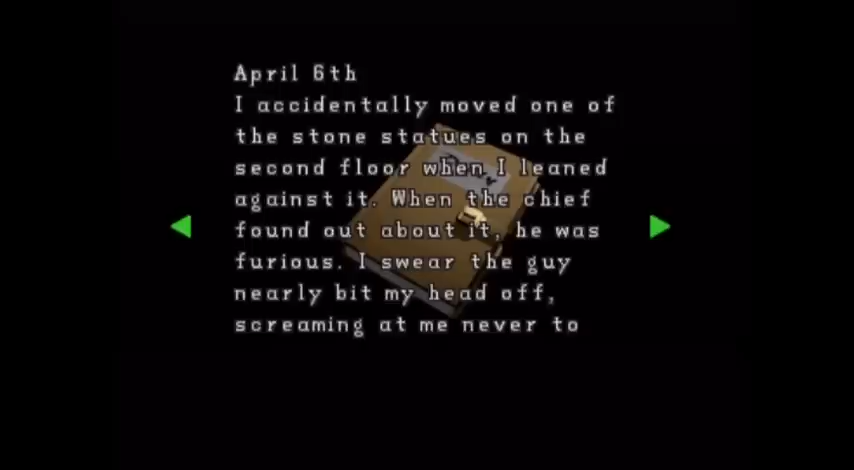 April 6th
I accidentally moved one of
the stone statues on the
second floor when I leaned
against it. When the chief
found out about it, he was
furious. I swear the guy
nearly bit my head off,
screaming at me never to